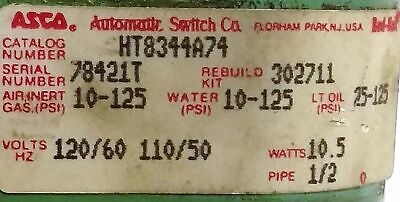 ASCO Automatic Switch Co. FLORHAM PARK, N.J. USA Red-Hat
CATALOG NUMBER HT8344A74
SERIAL NUMBER 78421T REBUILD KIT 302711
AIR/INERT GAS.(PSI) 10-125 WATER (PSI) 10-125 LT OIL (PSI) 25-125
VOLTS HZ 120/60 110/50 WATTS 10.5
PIPE 1/2